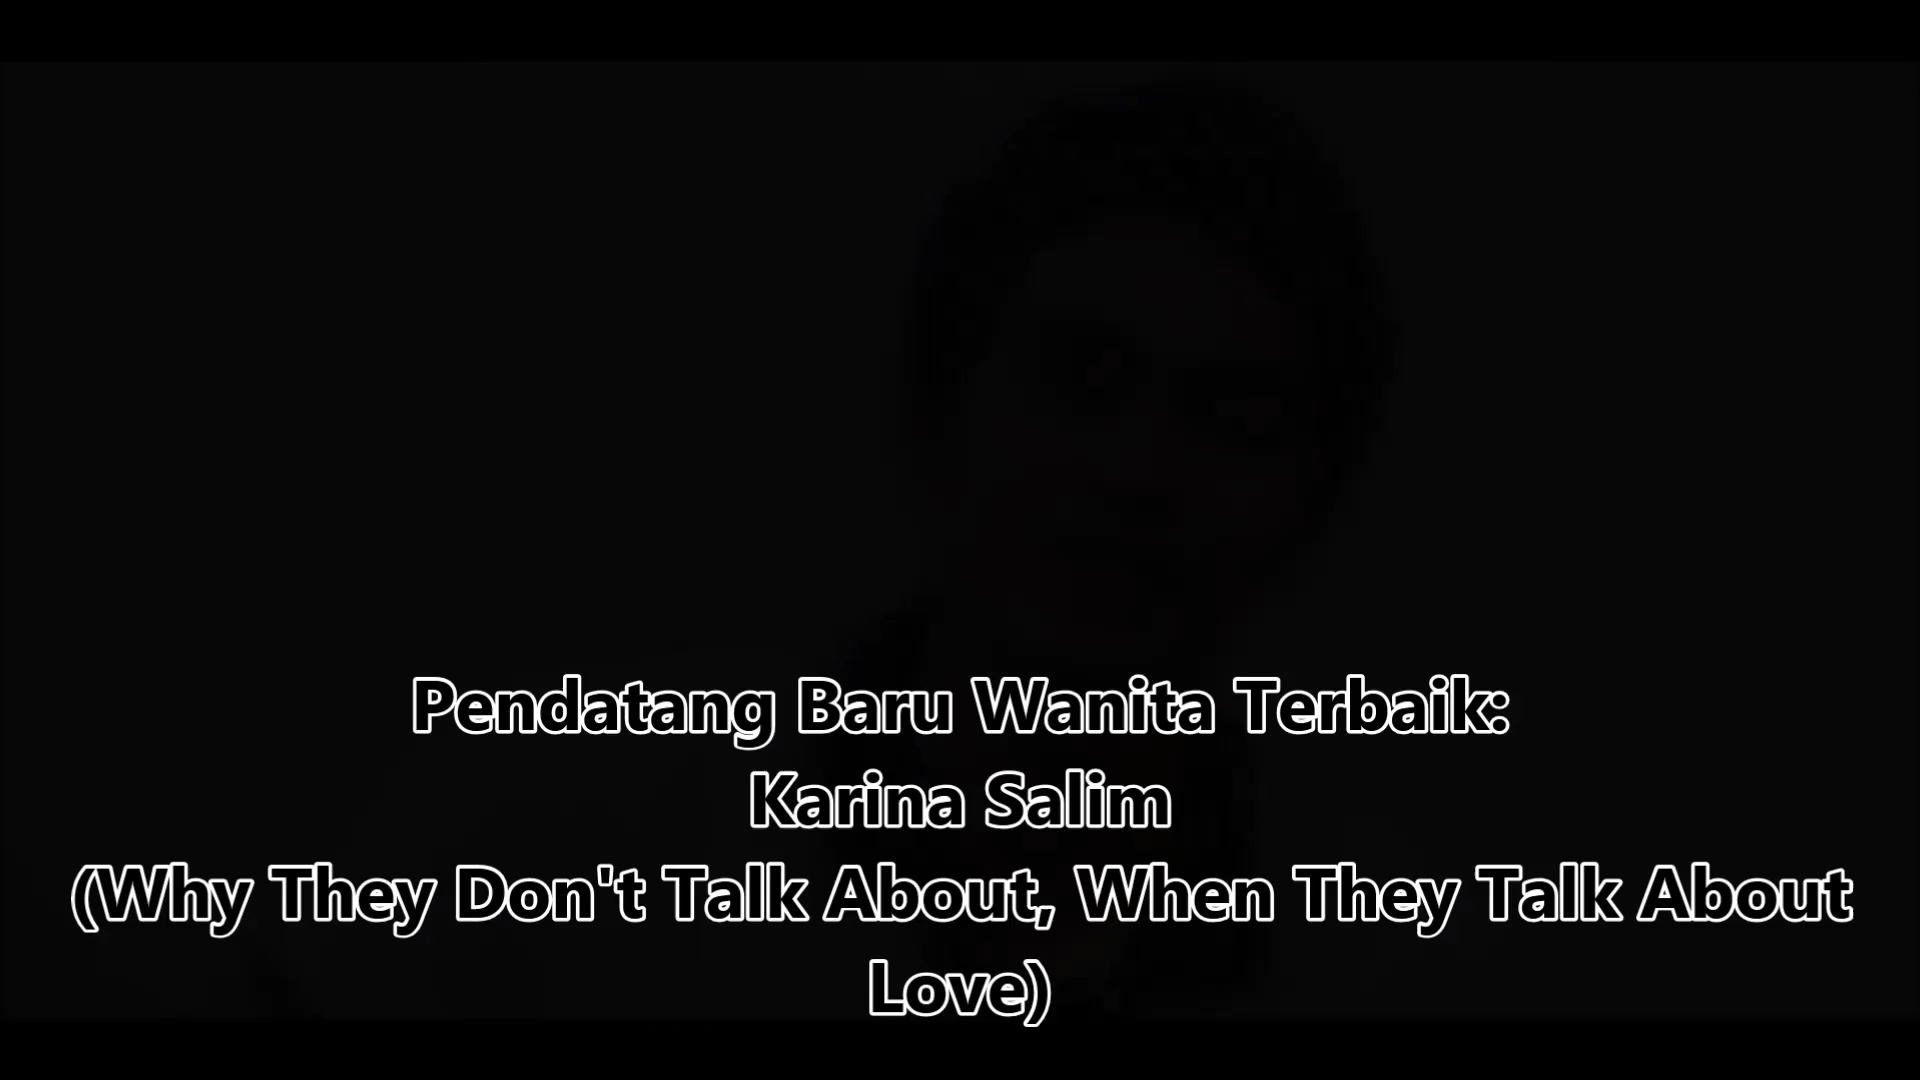 Pendatang Baru Wanita Terbaik:
Karina Salim
(Why They Don't Talk About, When They Talk About
Love)